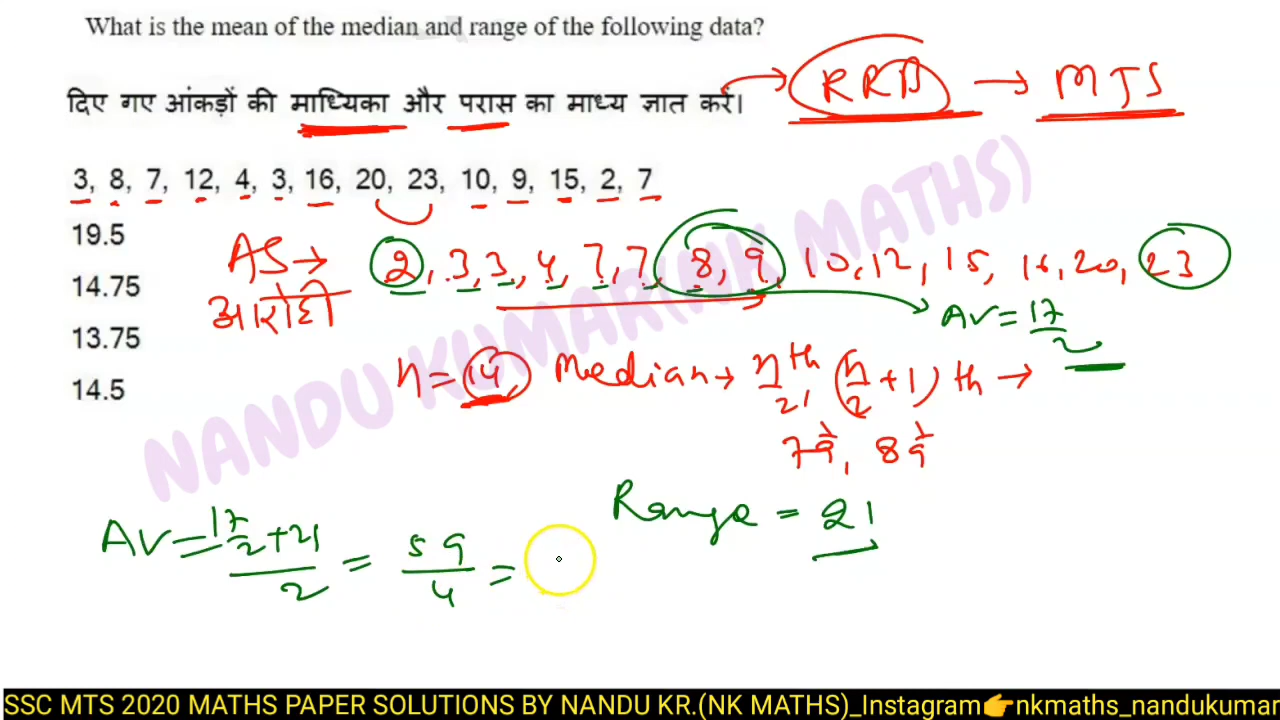 What is the mean of the median and range of the following data?
RRB → MTS
दिए गए आंकड़ों की माध्यिका और परास का माध्य ज्ञात करें।
3, 8, 7, 12, 4, 3, 16, 20, 23, 10, 9, 15, 2, 7
19.5
AS → 2, 3, 3, 4, 7, 7, 8, 9, 10, 12, 15, 16, 20, 23
आरोही
14.75
AV = 17/2
13.75
n = 14, Median → n/2 th, (n/2 + 1) th →
14.5
7वां, 8वां
NANDU KUMAR(NK MATHS)
Range = 21
AV = 17/2 + 21 / 2 = 59/4 =
SSC MTS 2020 MATHS PAPER SOLUTIONS BY NANDU KR.(NK MATHS)_Instagram👉nkmaths_nandukumar